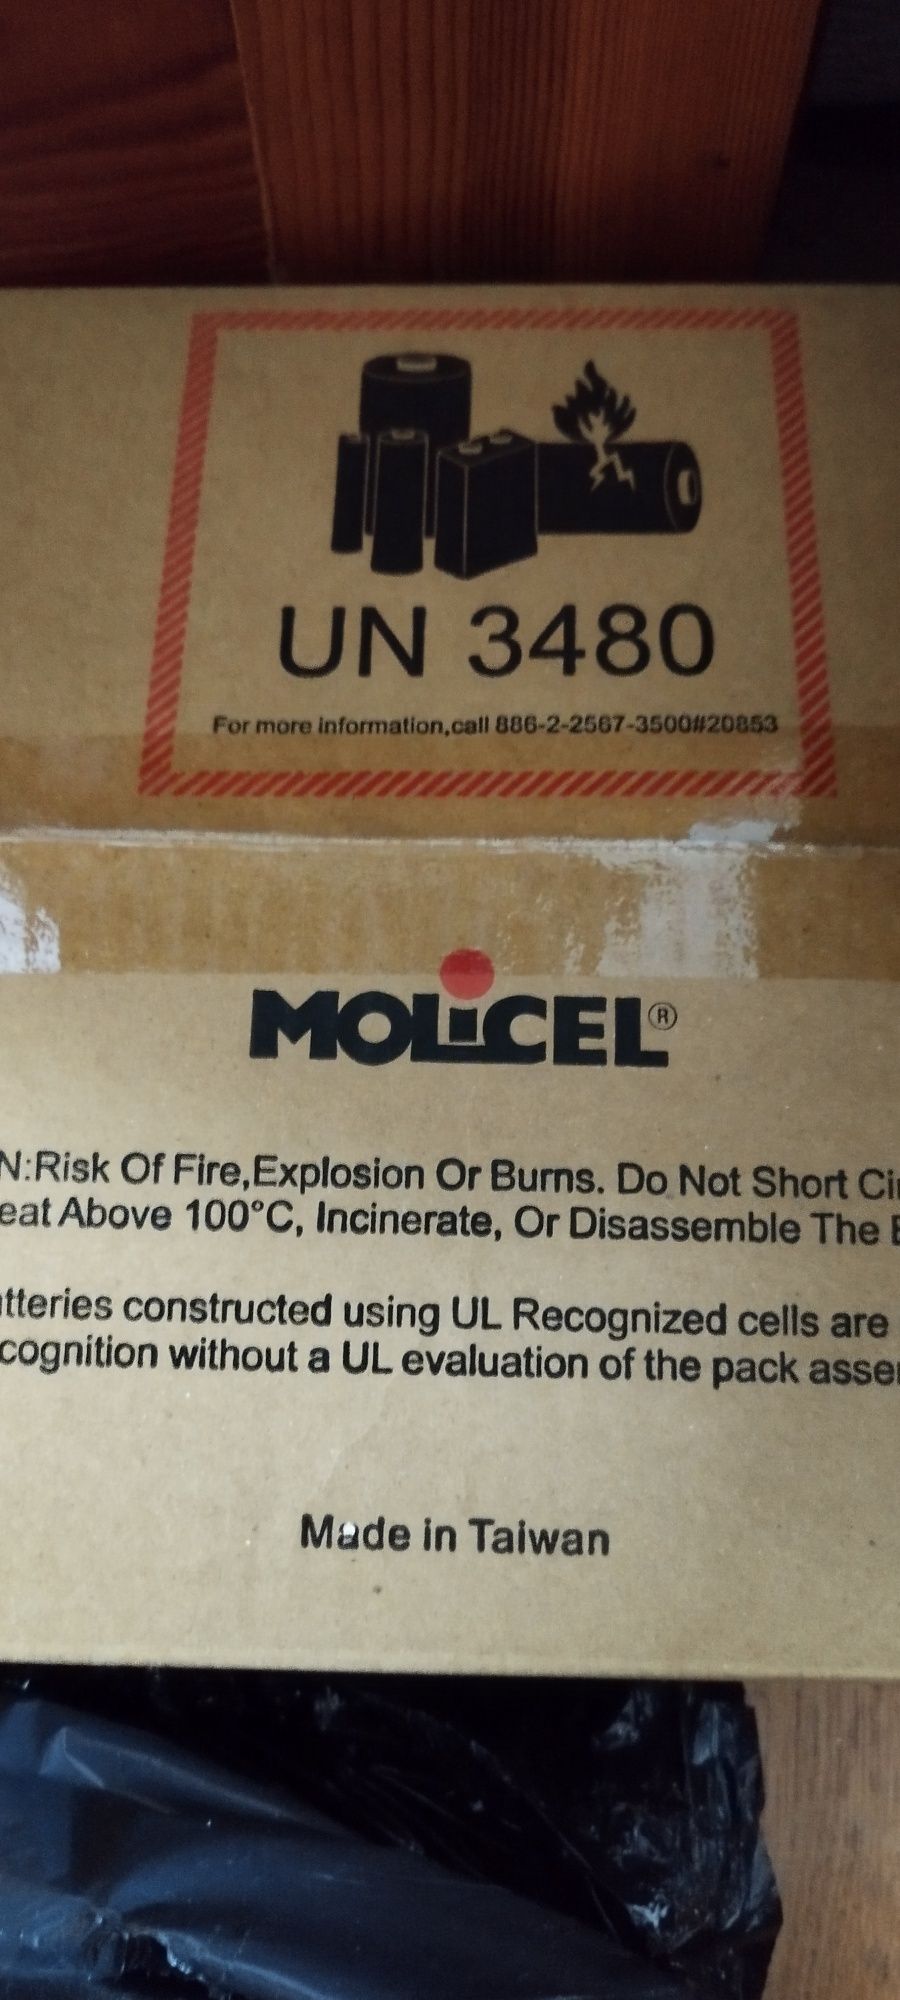 UN 3480
For more information,call 886-2-2567-3500#20853
MOLiCEL®
N:Risk Of Fire,Explosion Or Burns. Do Not Short Ci
eat Above 100°C, Incinerate, Or Disassemble The
tteries constructed using UL Recognized cells are
cognition without a UL evaluation of the pack asse
Made in Taiwan